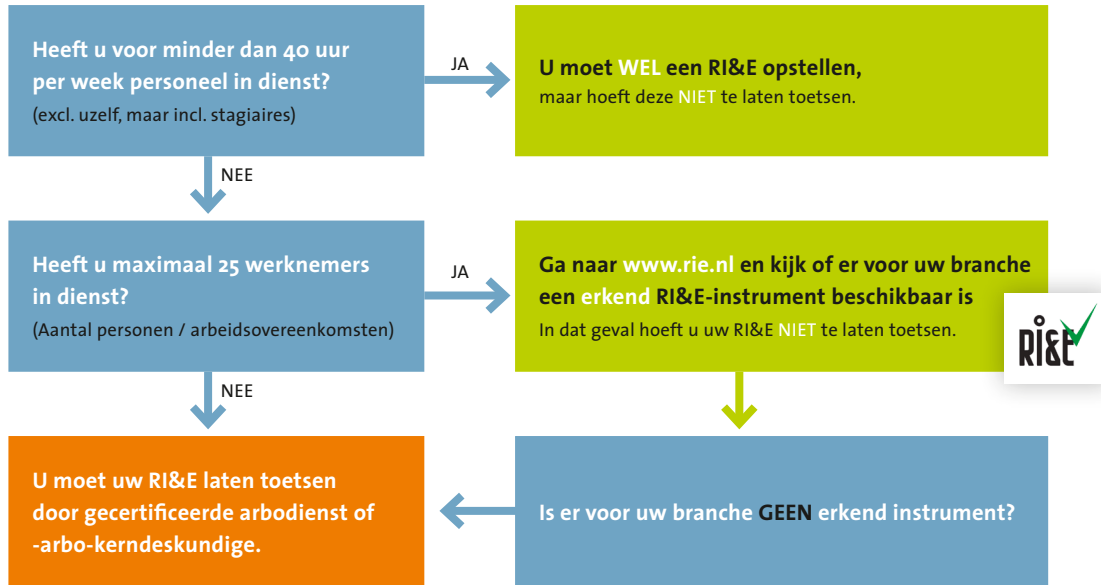 Heeft u voor minder dan 40 uur
per week personeel in dienst?
(excl. uzelf, maar incl. stagiaires)
JA
U moet WEL een RI&E opstellen,
maar hoeft deze NIET te laten toetsen.
NEE
Heeft u maximaal 25 werknemers
in dienst?
(Aantal personen / arbeidsovereenkomsten)
JA
Ga naar www.rie.nl en kijk of er voor uw branche
een erkend RI&E-instrument beschikbaar is
In dat geval hoeft u uw RI&E NIET te laten toetsen.
RI&E
NEE
U moet uw RI&E laten toetsen
door gecertificeerde arbodienst of
-arbo-kerndeskundige.
Is er voor uw branche GEEN erkend instrument?